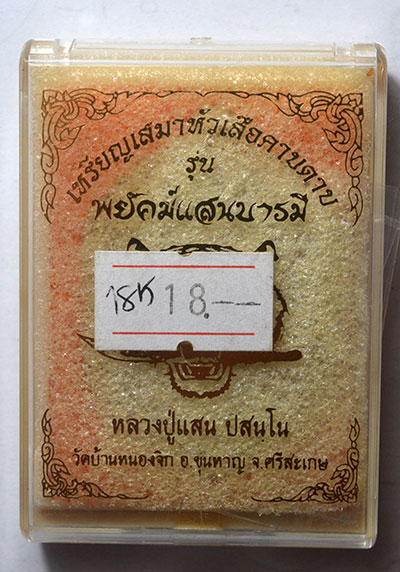 เหรียญเสมาหัวเสือคาบดาบ
รุ่น
พยัคฆ์แสนบารมี
18.—
หลวงปู่แสน ปสนฺโน
วัดบ้านหนองจิก อ.ขุนหาญ จ.ศรีสะเกษ